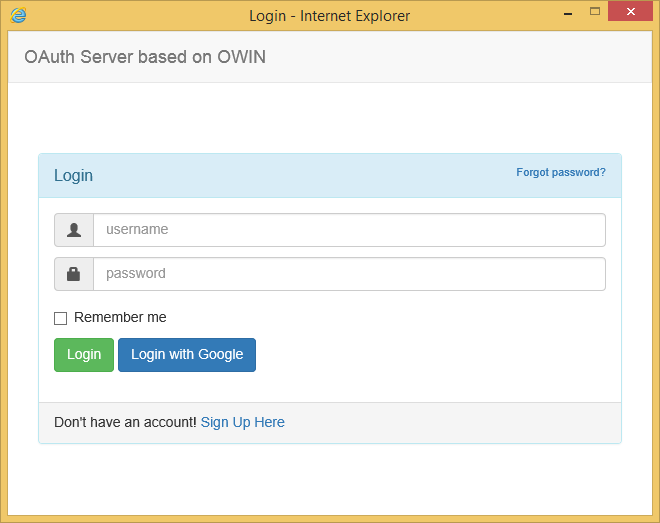 Login - Internet Explorer
OAuth Server based on OWIN
Login Forgot password?
username
password
Remember me
Login Login with Google
Don't have an account! Sign Up Here